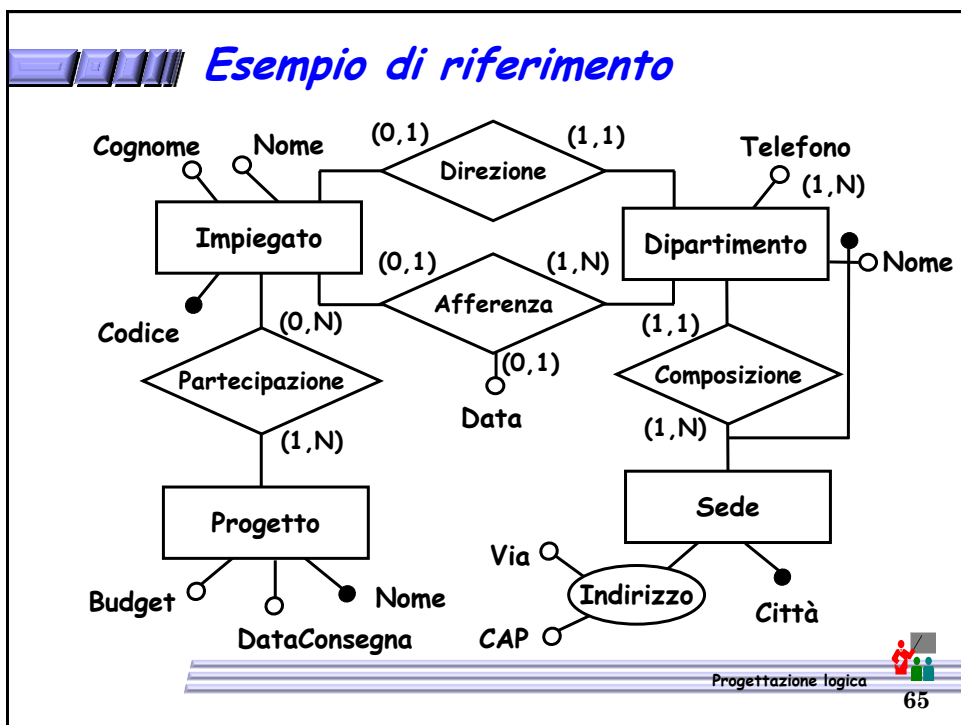 Esempio di riferimento
(0,1) (1,1)
Cognome Nome Telefono
Direzione
(1,N)
Impiegato Dipartimento
(0,1) (1,N) Nome
Afferenza
Codice (0,N) (1,1)
(0,1)
Partecipazione Composizione
Data
(1,N) (1,N)
Progetto Sede
Via
Budget Nome Indirizzo Città
DataConsegna CAP
Progettazione logica
65